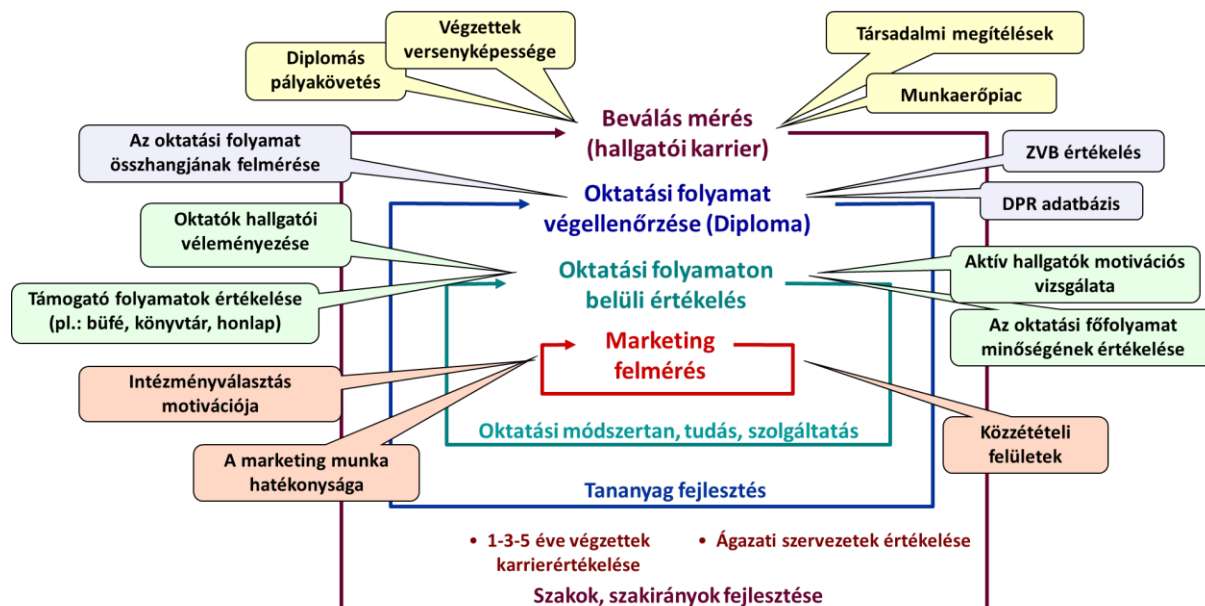 Végzettek
versenyképessége
Társadalmi megítélések
Diplomás
pályakövetés
Munkaerőpiac
Beválás mérés
(hallgatói karrier)
Az oktatási folyamat
összhangjának felmérése
ZVB értékelés
Oktatási folyamat
végellenőrzése (Diploma)
DPR adatbázis
Oktatók hallgatói
véleményezése
Oktatási folyamaton
belüli értékelés
Aktív hallgatók motivációs
vizsgálata
Támogató folyamatok értékelése
(pl.: büfé, könyvtár, honlap)
Az oktatási főfolyamat
minőségének értékelése
Marketing
felmérés
Intézményválasztás
motivációja
Oktatási módszertan, tudás, szolgáltatás
Közzétételi
felületek
A marketing munka
hatékonysága
Tananyag fejlesztés
• 1-3-5 éve végzettek
karrierértékelése
• Ágazati szervezetek értékelése
Szakok, szakirányok fejlesztése